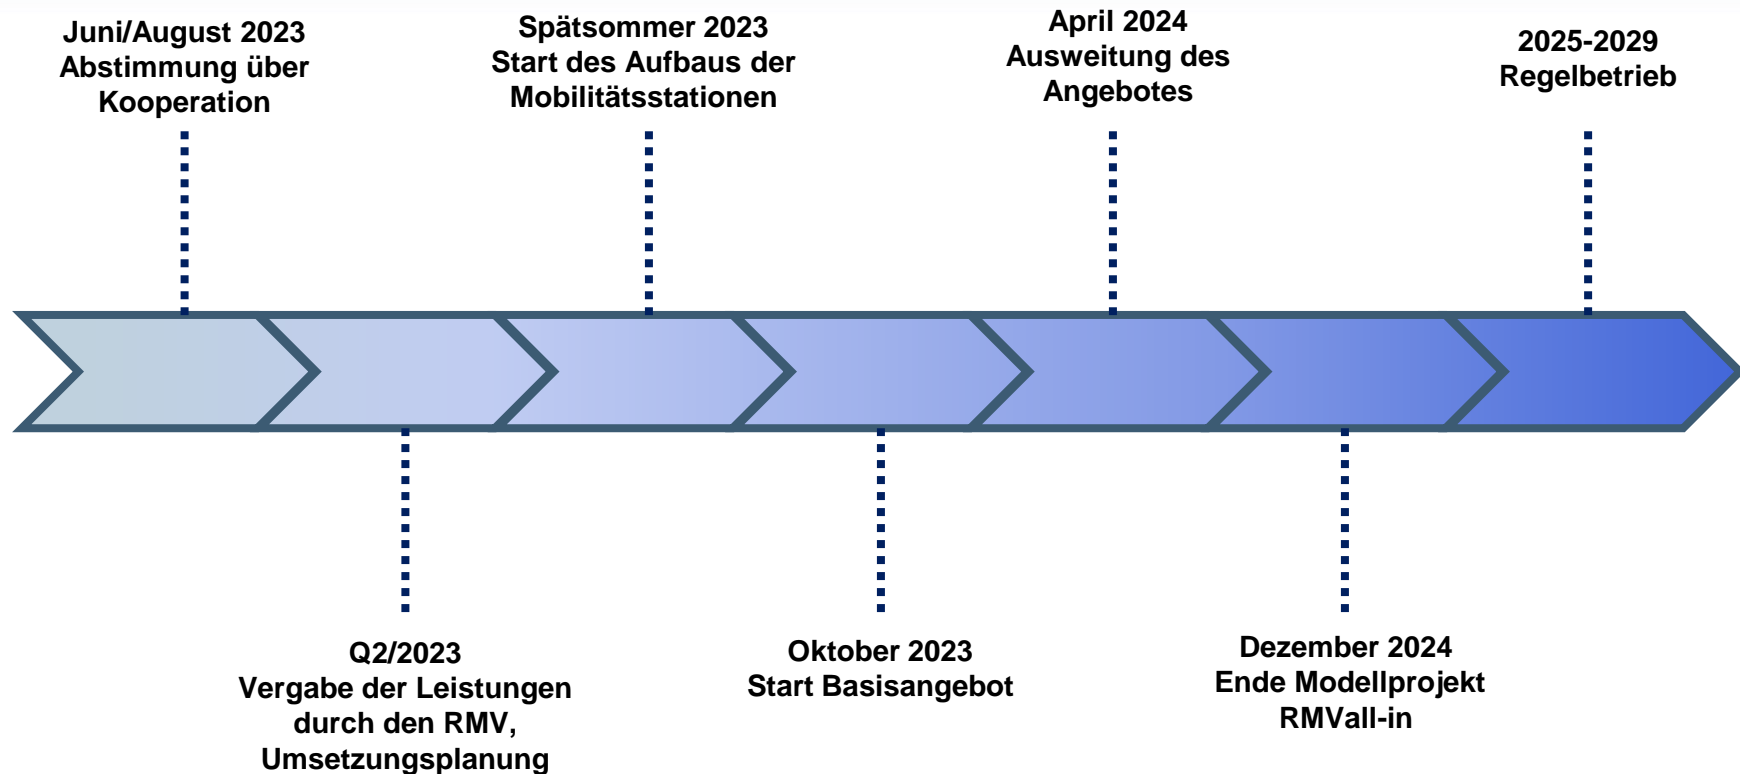 Juni/August 2023
Abstimmung über
Kooperation
Spätsommer 2023
Start des Aufbaus der
Mobilitätsstationen
April 2024
Ausweitung des
Angebotes
2025-2029
Regelbetrieb
Q2/2023
Vergabe der Leistungen
durch den RMV,
Umsetzungsplanung
Oktober 2023
Start Basisangebot
Dezember 2024
Ende Modellprojekt
RMVall-in